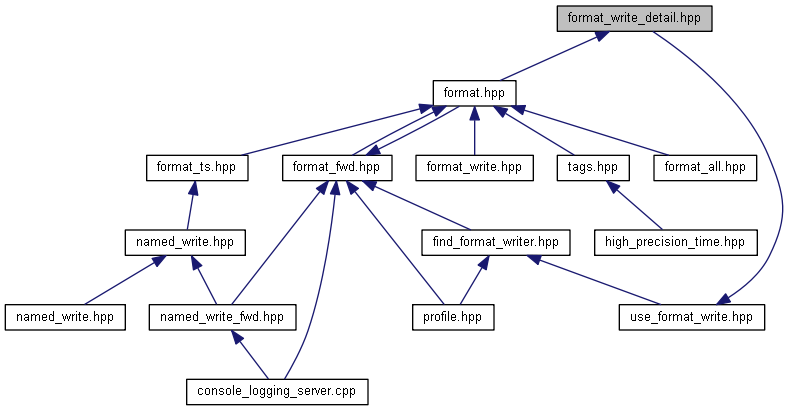 format_write_detail.hpp
format.hpp
format_ts.hpp
format_fwd.hpp
format_write.hpp
tags.hpp
format_all.hpp
named_write.hpp
find_format_writer.hpp
high_precision_time.hpp
named_write.hpp
named_write_fwd.hpp
profile.hpp
use_format_write.hpp
console_logging_server.cpp